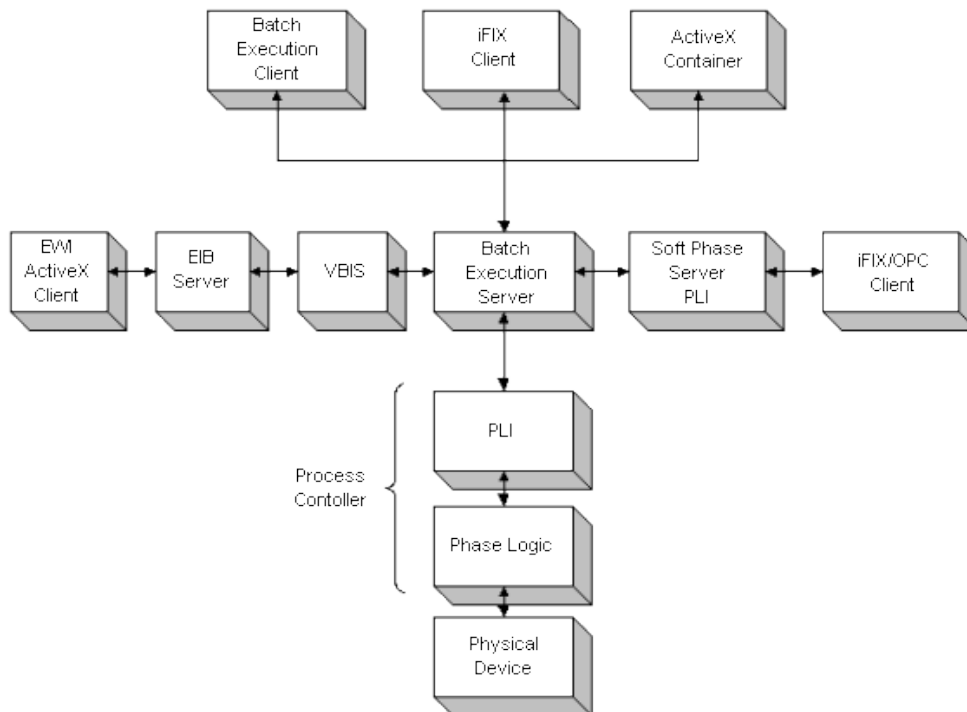 Batch
Execution
Client
iFIX
Client
ActiveX
Container
EWI
ActiveX
Client
EIB
Server
VBIS
Batch
Execution
Server
Soft Phase
Server
PLI
iFIX/OPC
Client
PLI
Process
Contoller
Phase Logic
Physical
Device